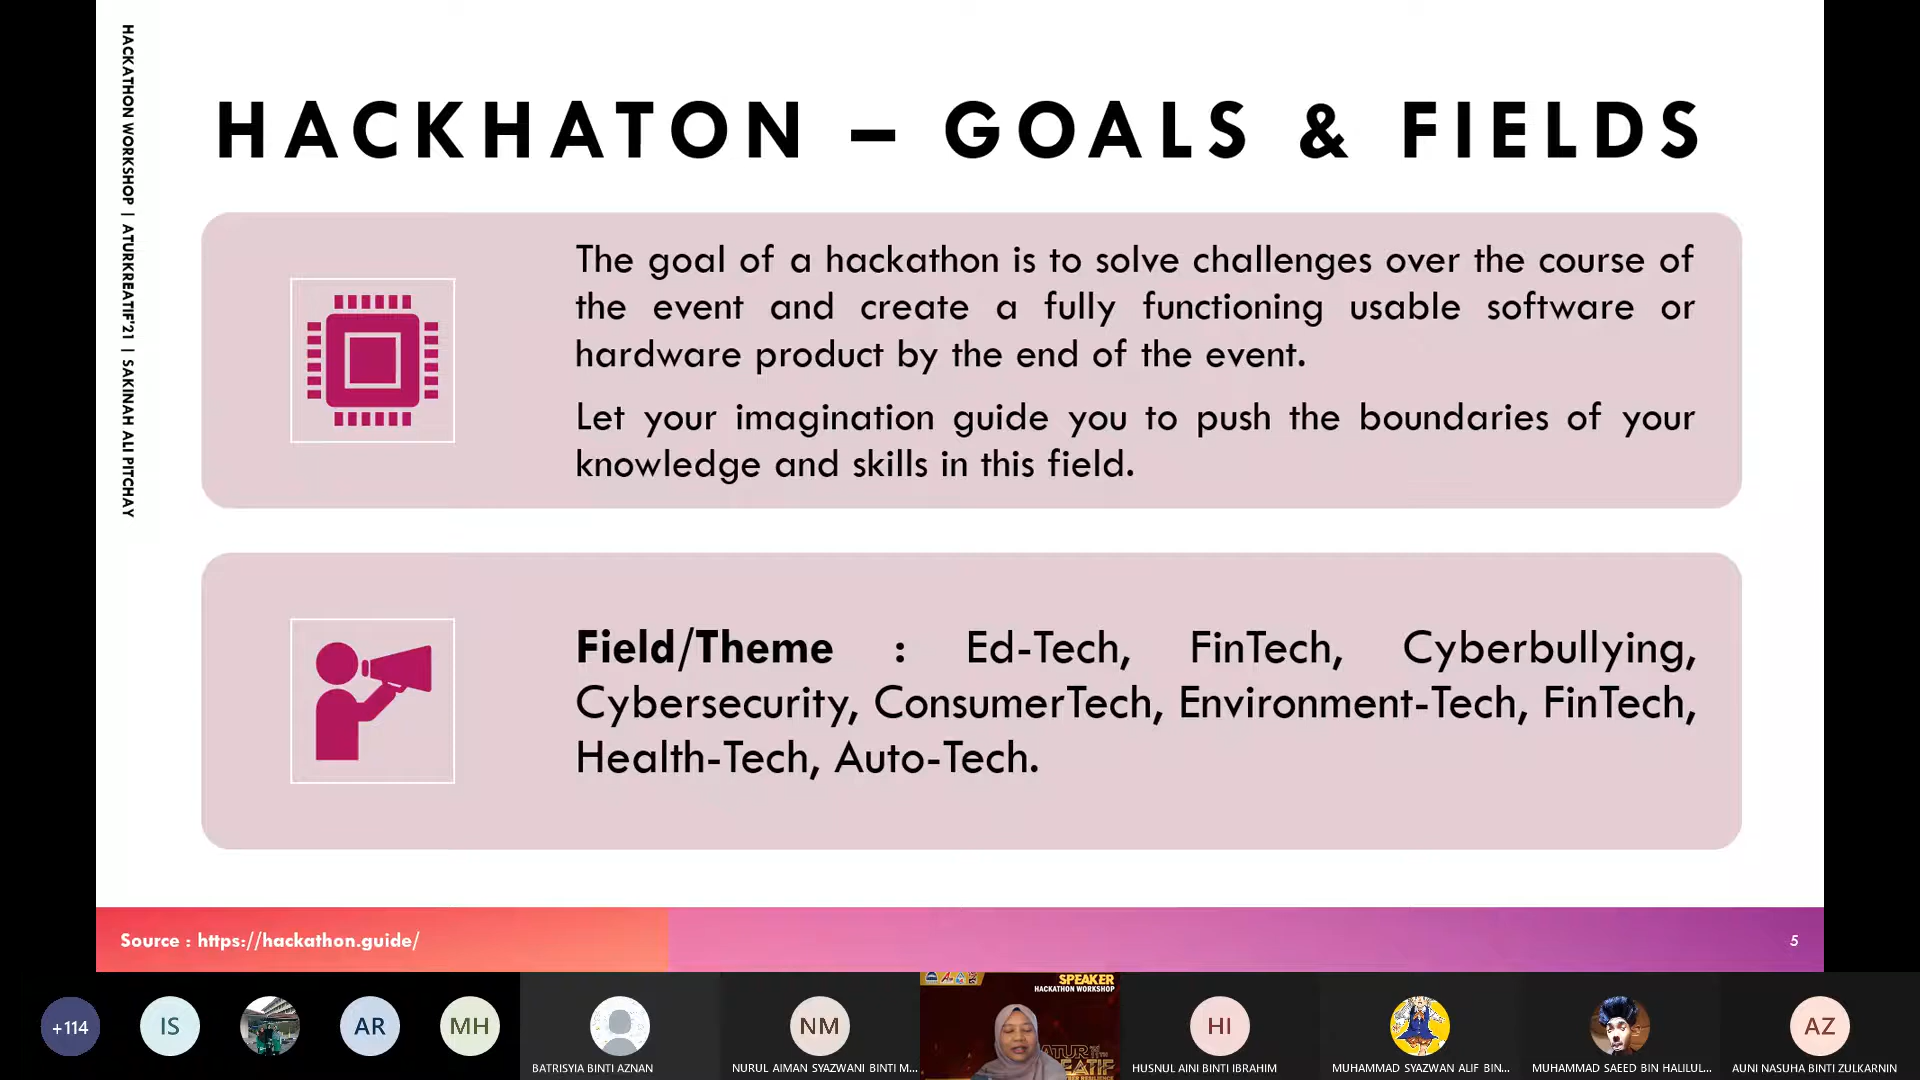 HACKATHON WORKSHOP | ATURKREATIF'21 | SAKINAH ALI PITCHAY
HACKHATON – GOALS & FIELDS
The goal of a hackathon is to solve challenges over the course of
the event and create a fully functioning usable software or
hardware product by the end of the event.
Let your imagination guide you to push the boundaries of your
knowledge and skills in this field.
Field/Theme : Ed-Tech, FinTech, Cyberbullying,
Cybersecurity, ConsumerTech, Environment-Tech, FinTech,
Health-Tech, Auto-Tech.
Source : https://hackathon.guide/
5
+114
IS
AR
MH
BATRISYIA BINTI AZNAN
NM
NURUL AIMAN SYAZWANI BINTI M...
SPEAKER
HACKATHON WORKSHOP
HI
HUSNUL AINI BINTI IBRAHIM
MUHAMMAD SYAZWAN ALIF BIN...
MUHAMMAD SAEED BIN HALILUL...
AZ
AUNI NASUHA BINTI ZULKARNIN